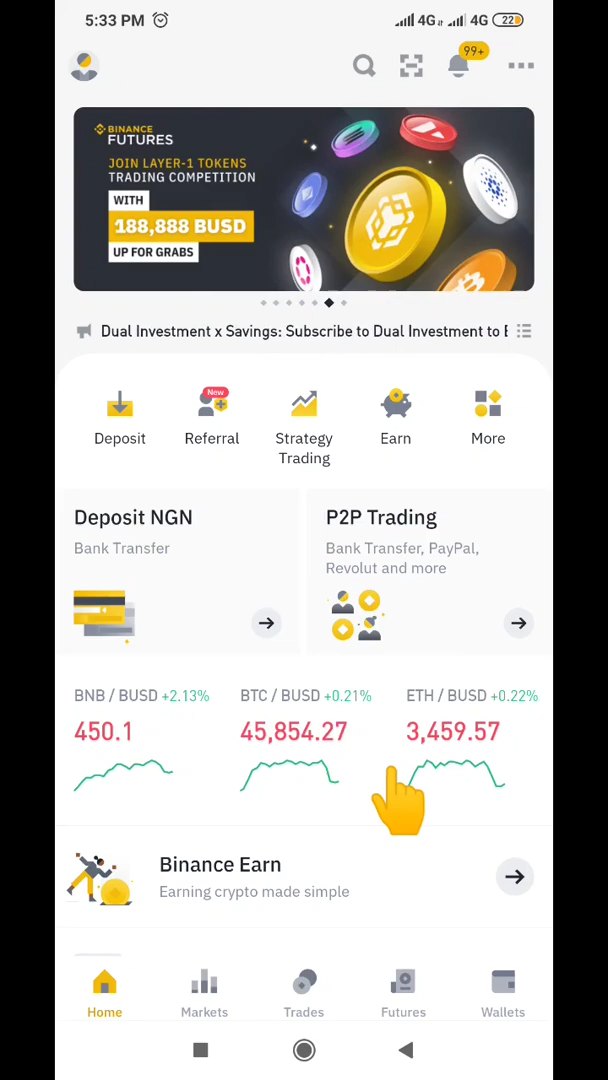 5:33 PM 4G 4G 22
99+
BINANCE
FUTURES
JOIN LAYER-1 TOKENS
TRADING COMPETITION
WITH
188,888 BUSD
UP FOR GRABS
Dual Investment x Savings: Subscribe to Dual Investment to
New
Deposit Referral Strategy Trading Earn More
Deposit NGN
Bank Transfer
P2P Trading
Bank Transfer, PayPal,
Revolut and more
BNB / BUSD +2.13% BTC / BUSD +0.21% ETH / BUSD +0.22%
450.1 45,854.27 3,459.57
Binance Earn
Earning crypto made simple
Home Markets Trades Futures Wallets